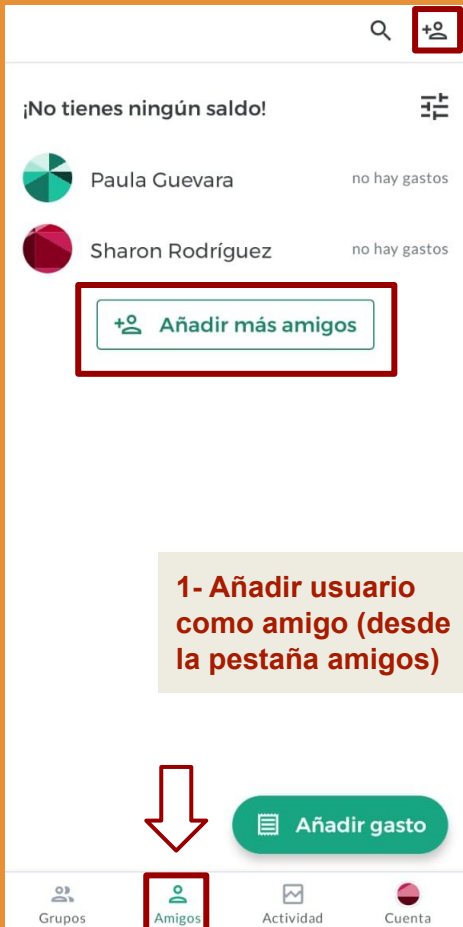 ¡No tienes ningún saldo!
Paula Guevara no hay gastos
Sharon Rodríguez no hay gastos
Añadir más amigos
1- Añadir usuario
como amigo (desde
la pestaña amigos)
Añadir gasto
Grupos Amigos Actividad Cuenta